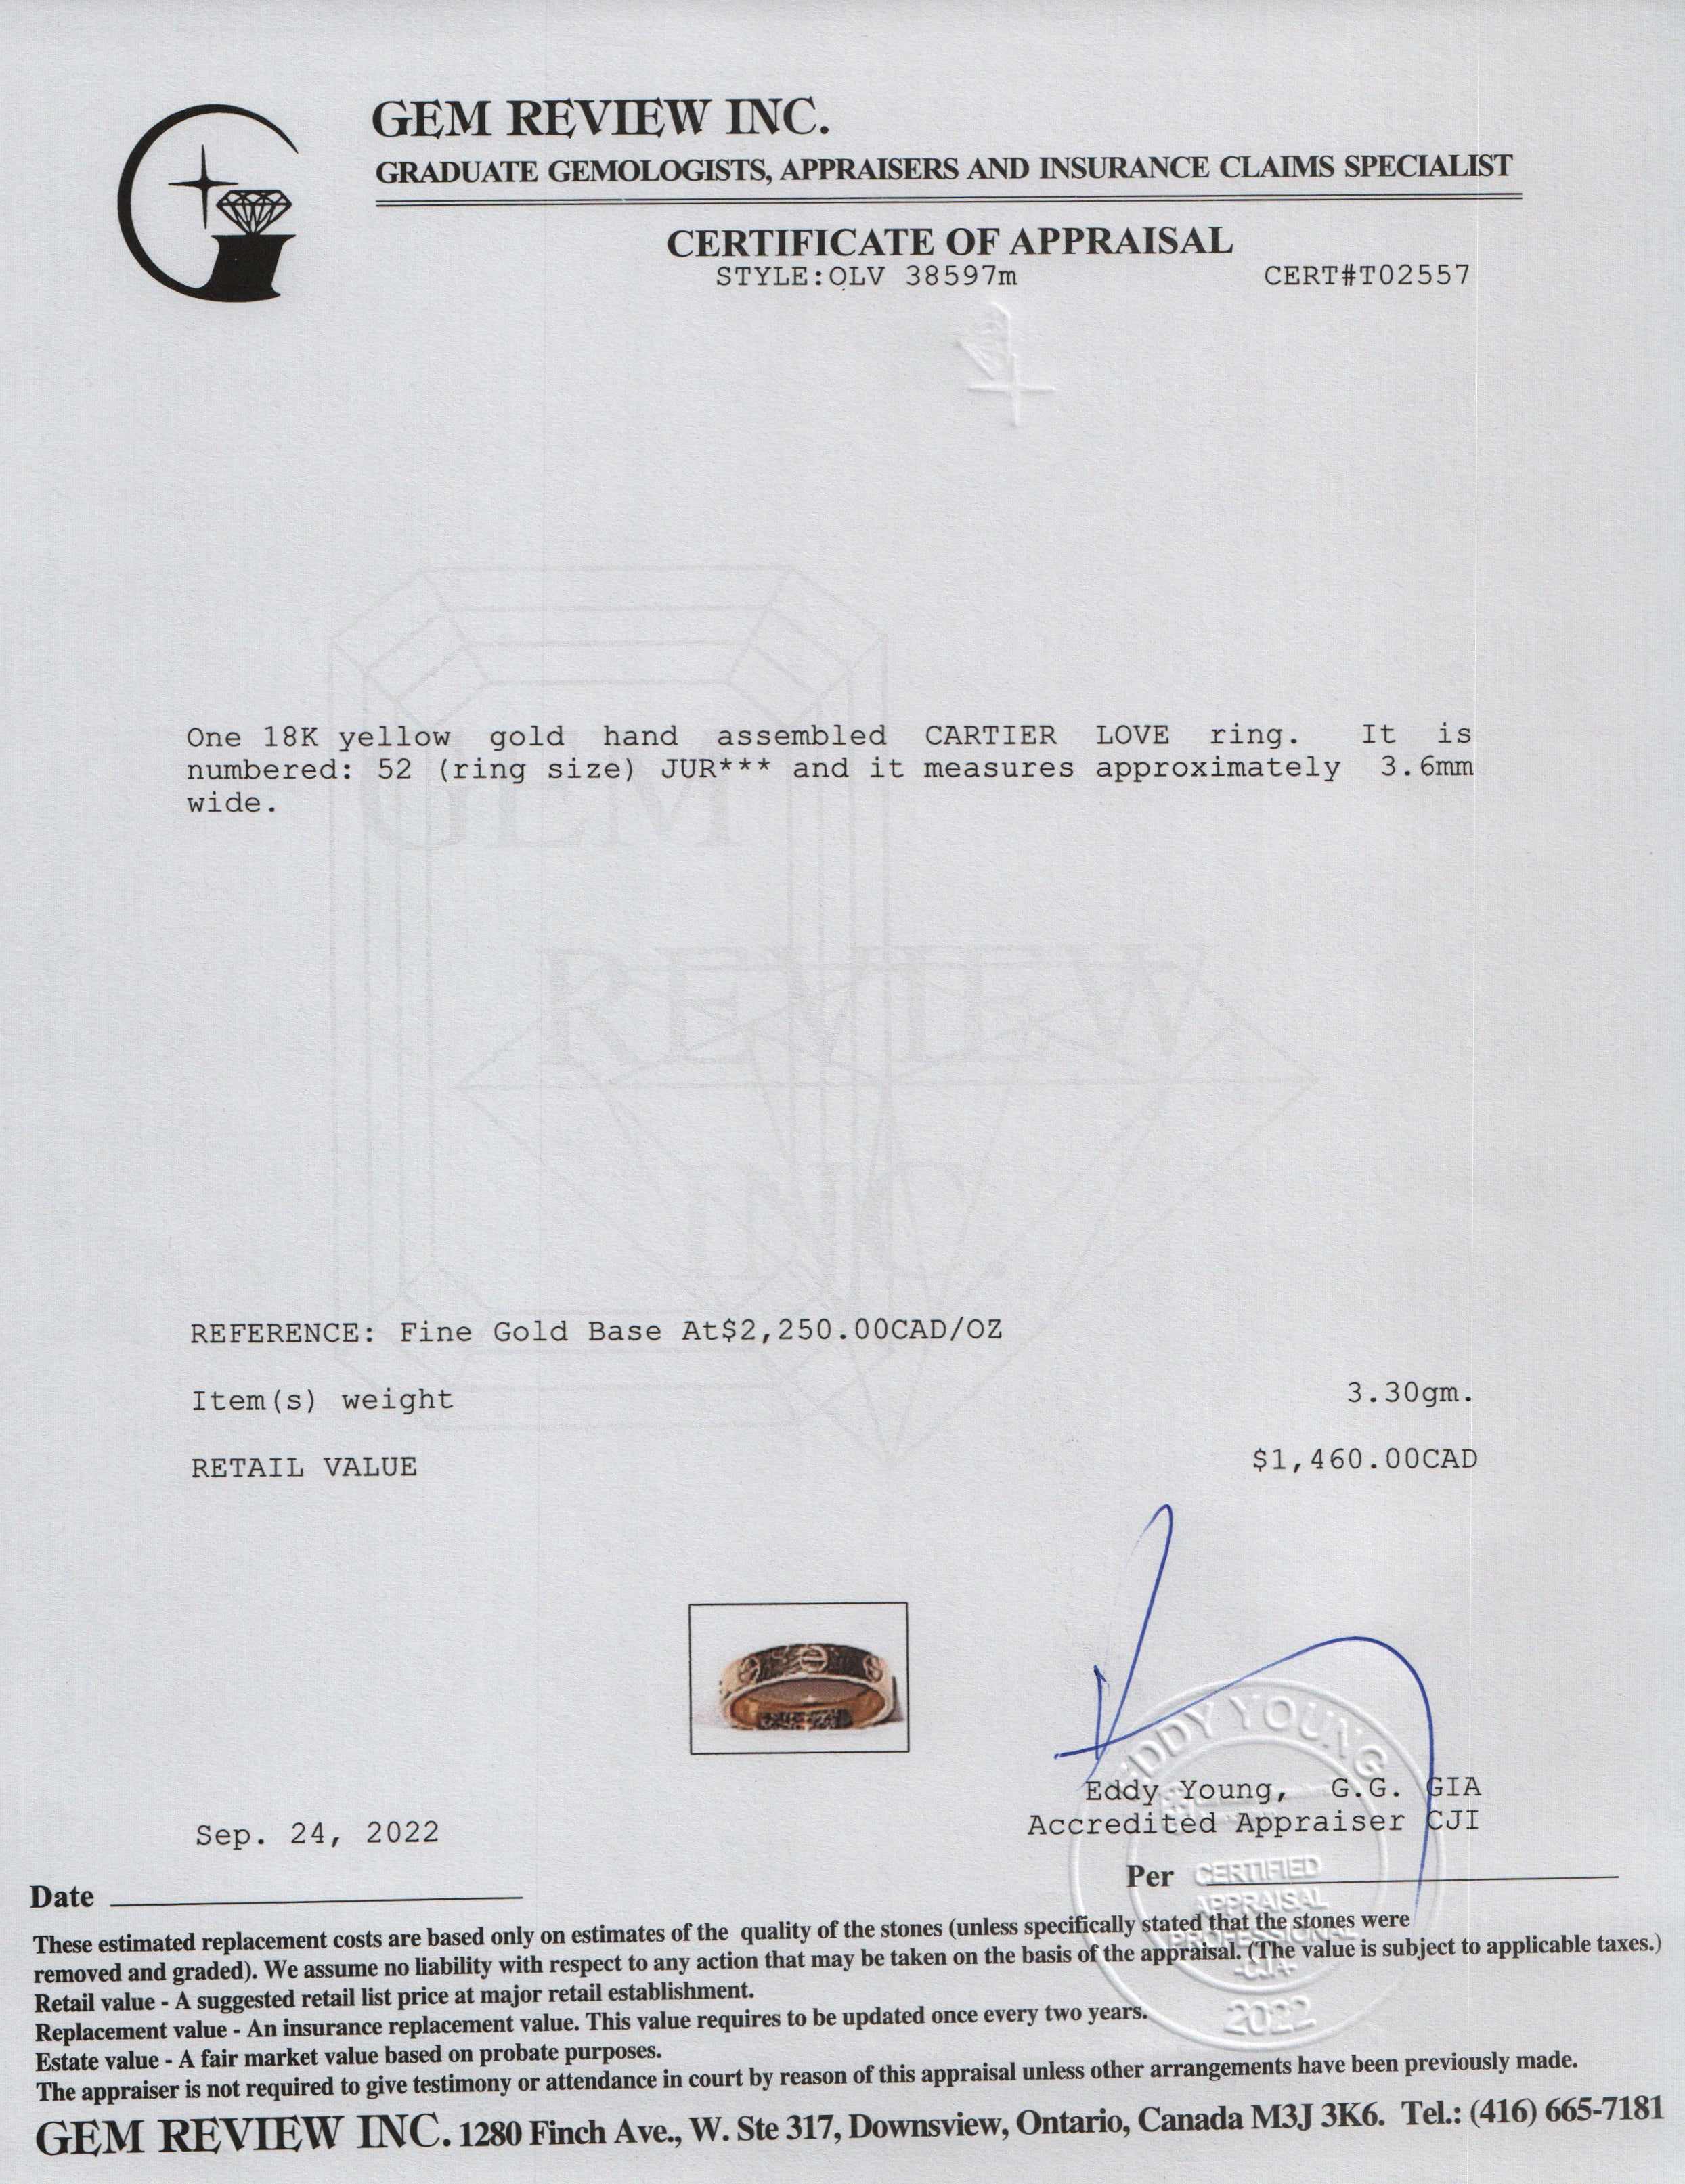 GEM REVIEW INC.
GRADUATE GEMOLOGISTS, APPRAISERS AND INSURANCE CLAIMS SPECIALIST
CERTIFICATE OF APPRAISAL
STYLE:OLV 38597m CERT#T02557
One 18K yellow gold hand assembled CARTIER LOVE ring. It is
numbered: 52 (ring size) JUR*** and it measures approximately 3.6mm
wide.
GEM
REVIEW
INC.
REFERENCE: Fine Gold Base At$2,250.00CAD/OZ
Item(s) weight 3.30gm.
RETAIL VALUE $1,460.00CAD
EDDY YOUNG
Eddy Young, G.G. GIA
Accredited Appraiser CJI
Sep. 24, 2022
Per
Date
CERTIFIED
APPRAISAL
PROFESSIONAL
-CJA-
2022
These estimated replacement costs are based only on estimates of the quality of the stones (unless specifically stated that the stones were
removed and graded). We assume no liability with respect to any action that may be taken on the basis of the appraisal. (The value is subject to applicable taxes.)
Retail value - A suggested retail list price at major retail establishment.
Replacement value - An insurance replacement value. This value requires to be updated once every two years.
Estate value - A fair market value based on probate purposes.
The appraiser is not required to give testimony or attendance in court by reason of this appraisal unless other arrangements have been previously made.
GEM REVIEW INC. 1280 Finch Ave., W. Ste 317, Downsview, Ontario, Canada M3J 3K6. Tel.: (416) 665-7181